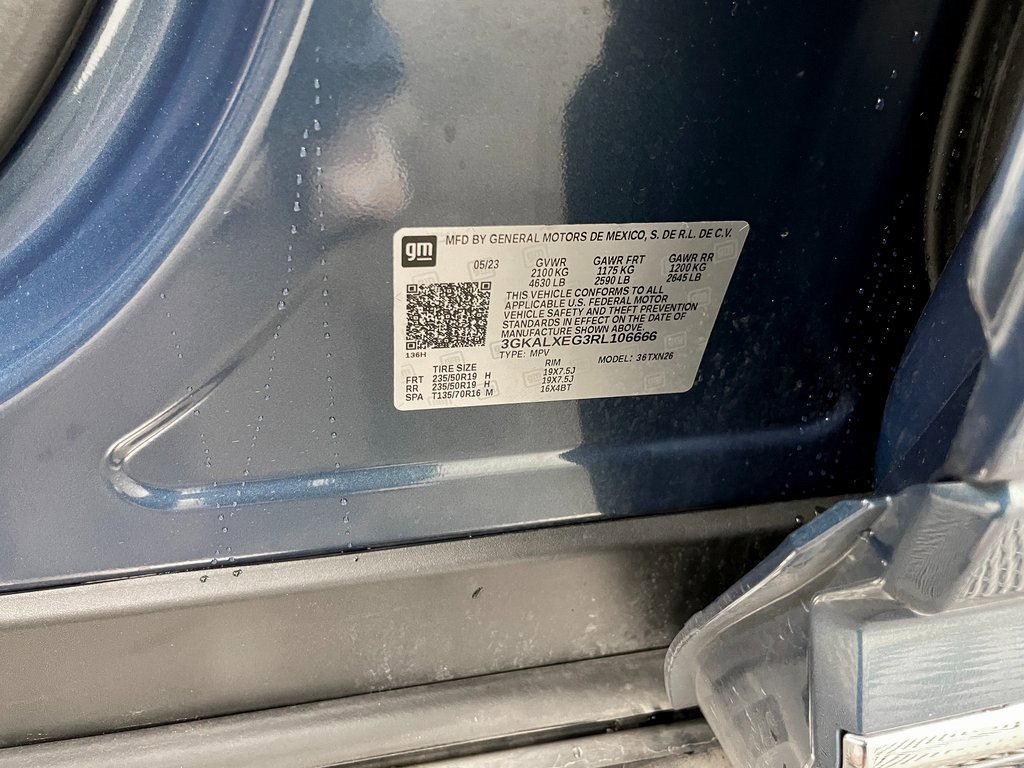 gm MFD BY GENERAL MOTORS DE MEXICO, S. DE R.L. DE C.V.
05/23 GVWR GAWR FRT GAWR RR
2100 KG 1175 KG 1200 KG
4630 LB 2590 LB 2645 LB
THIS VEHICLE CONFORMS TO ALL
APPLICABLE U.S. FEDERAL MOTOR
VEHICLE SAFETY AND THEFT PREVENTION
STANDARDS IN EFFECT ON THE DATE OF
MANUFACTURE SHOWN ABOVE.
3GKALXEG3RL106666
136H
TYPE: MPV MODEL: 36TXN26
TIRE SIZE RIM
FRT 235/50R19 H 19X7.5J
RR 235/50R19 H 19X7.5J
SPA T135/70R16 M 16X4BT